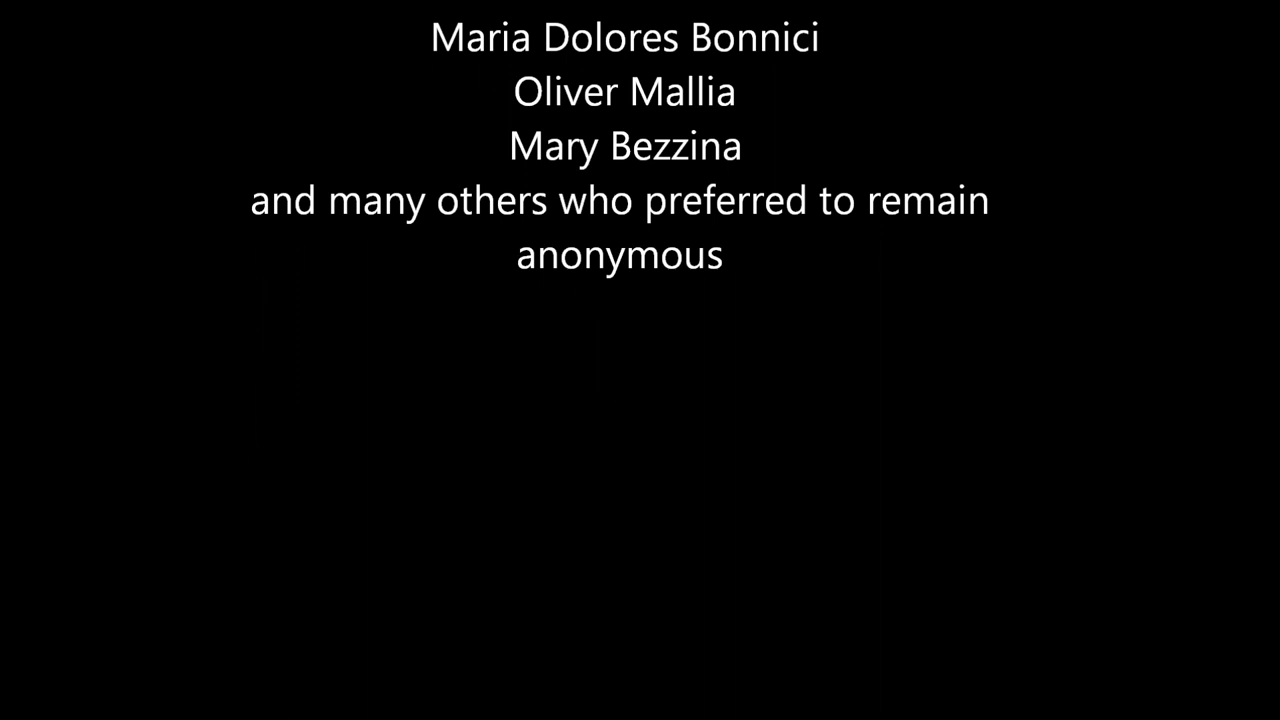 Maria Dolores Bonnici
Oliver Mallia
Mary Bezzina
and many others who preferred to remain
anonymous